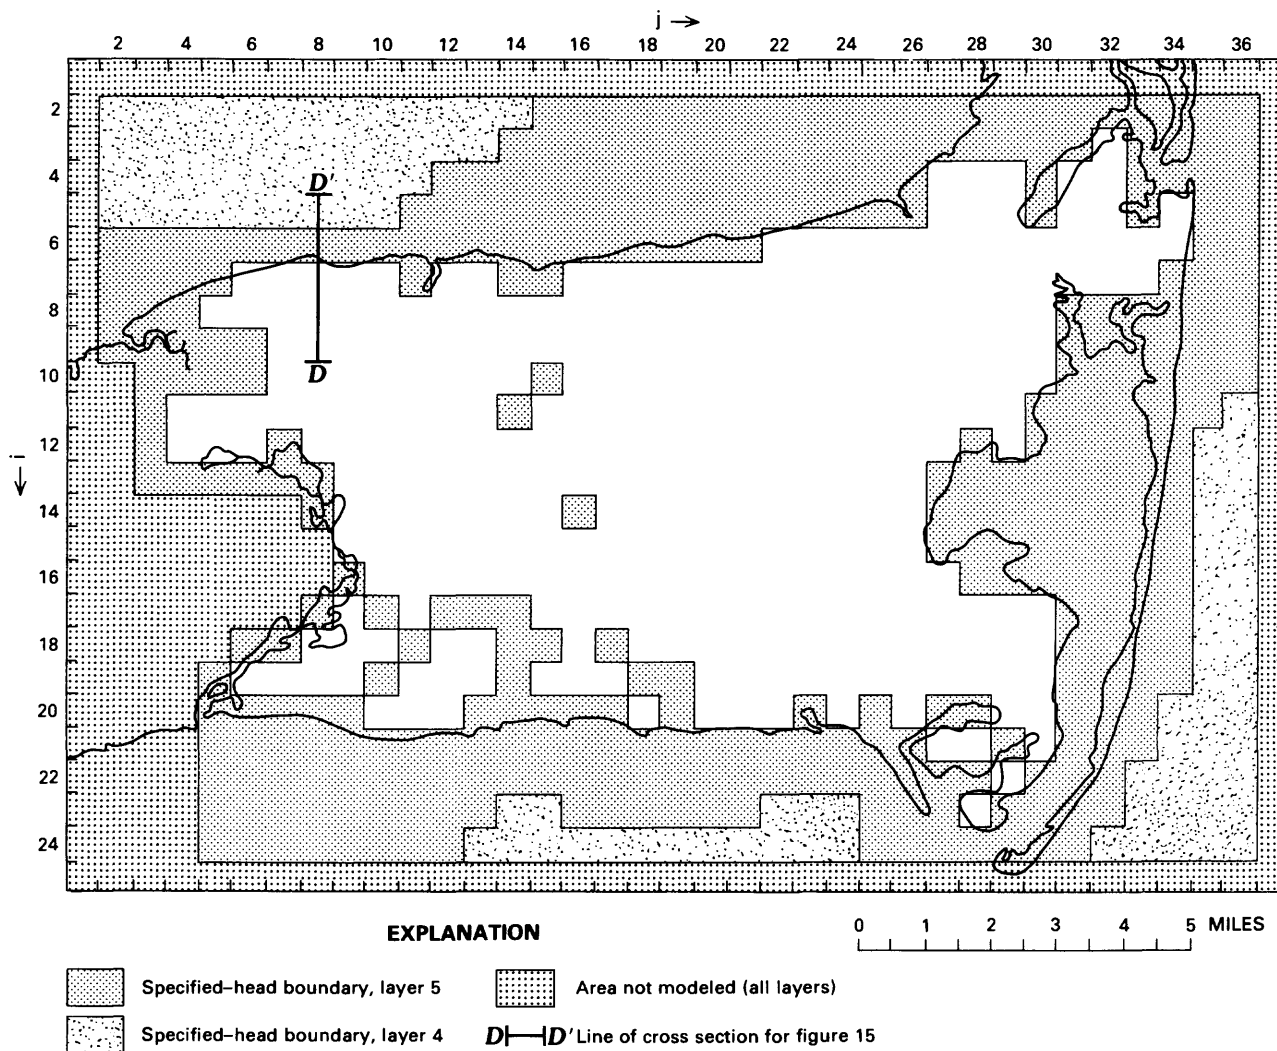 j →
2 4 6 8 10 12 14 16 18 20 22 24 26 28 30 32 34 36
2
4
6
8
10
12
14
16
18
20
22
24
i →
D'
D
EXPLANATION
0 1 2 3 4 5 MILES
Specified–head boundary, layer 5
Area not modeled (all layers)
Specified–head boundary, layer 4
D D' Line of cross section for figure 15